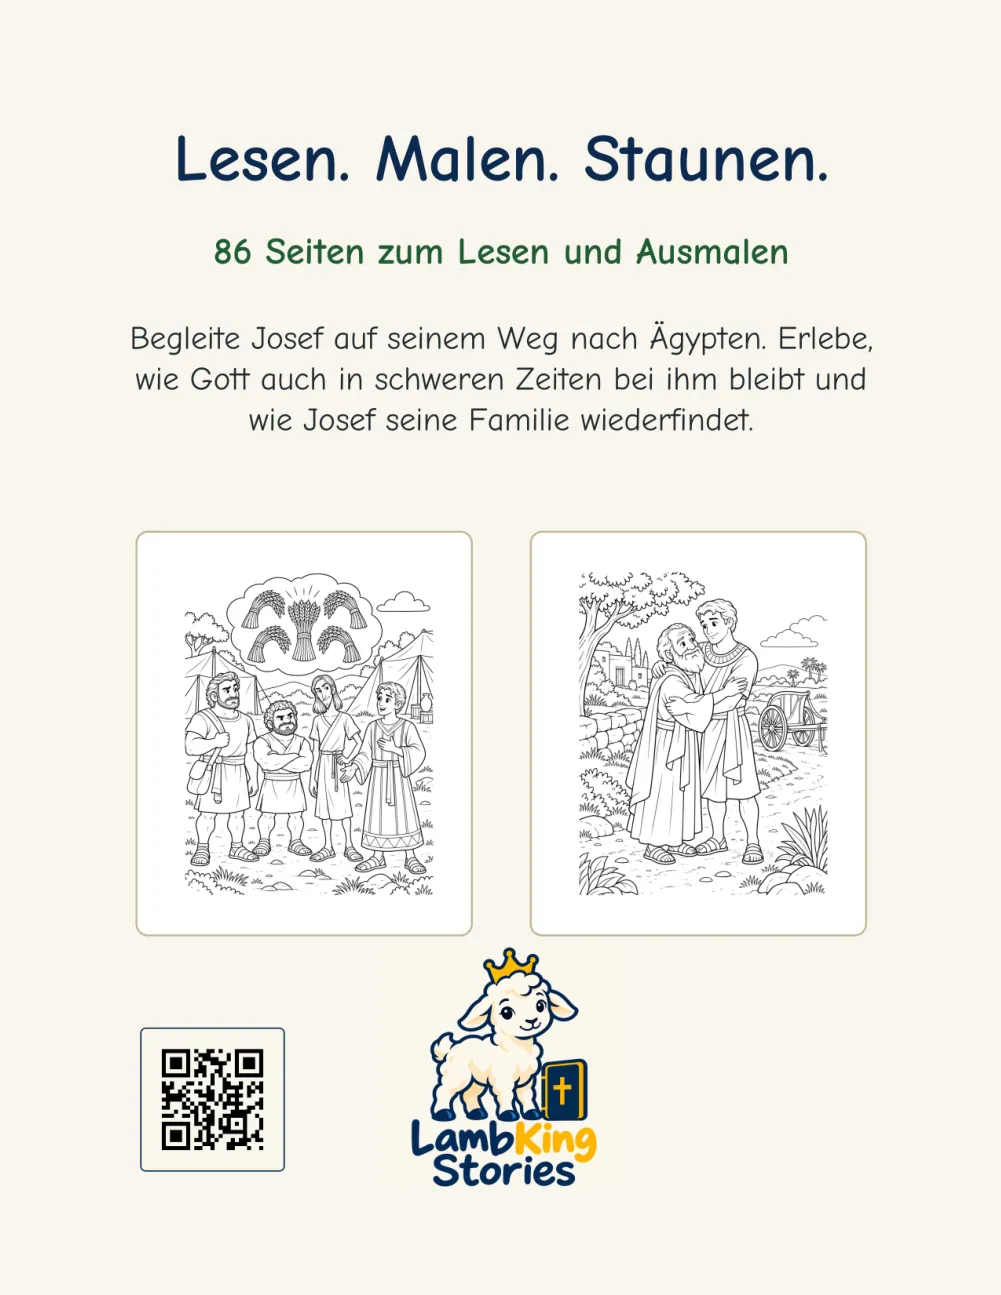 Lesen. Malen. Staunen.
86 Seiten zum Lesen und Ausmalen
Begleite Josef auf seinem Weg nach Ägypten. Erlebe,
wie Gott auch in schweren Zeiten bei ihm bleibt und
wie Josef seine Familie wiederfindet.
LambKing
Stories